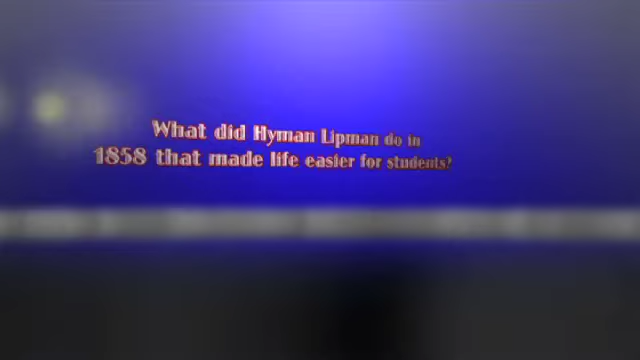 What did Hyman Lipman do in
1858 that made life easier for students?